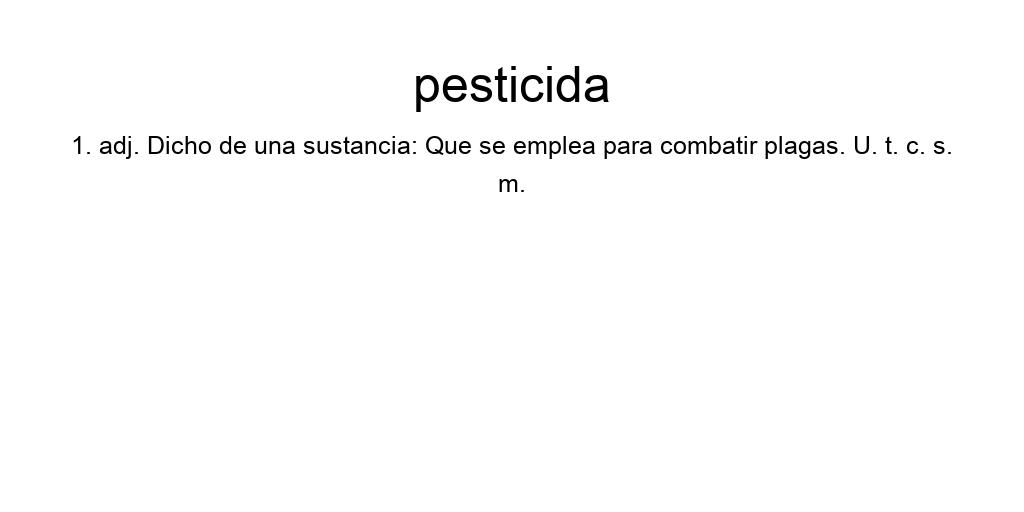 pesticida
1. adj. Dicho de una sustancia: Que se emplea para combatir plagas. U. t. c. s.
m.